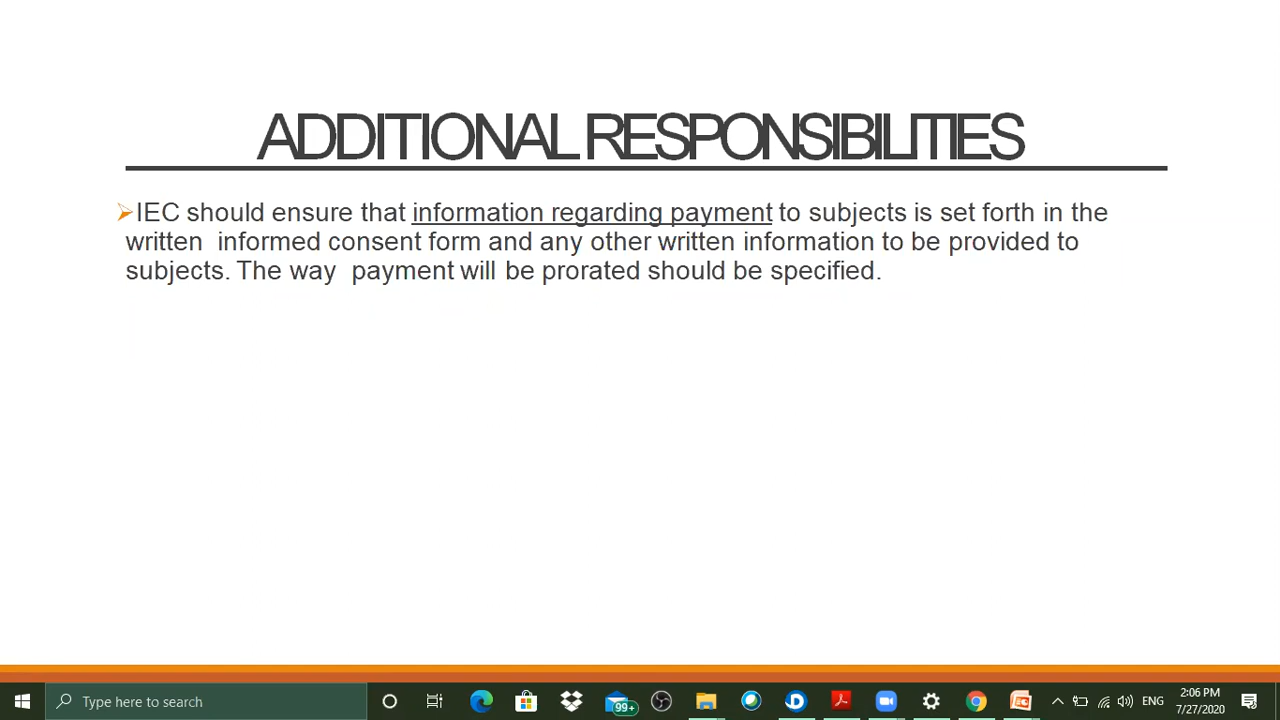 ADDITIONAL RESPONSIBILITIES
IEC should ensure that information regarding payment to subjects is set forth in the
written informed consent form and any other written information to be provided to
subjects. The way payment will be prorated should be specified.
Type here to search
99+
ENG
2:06 PM
7/27/2020